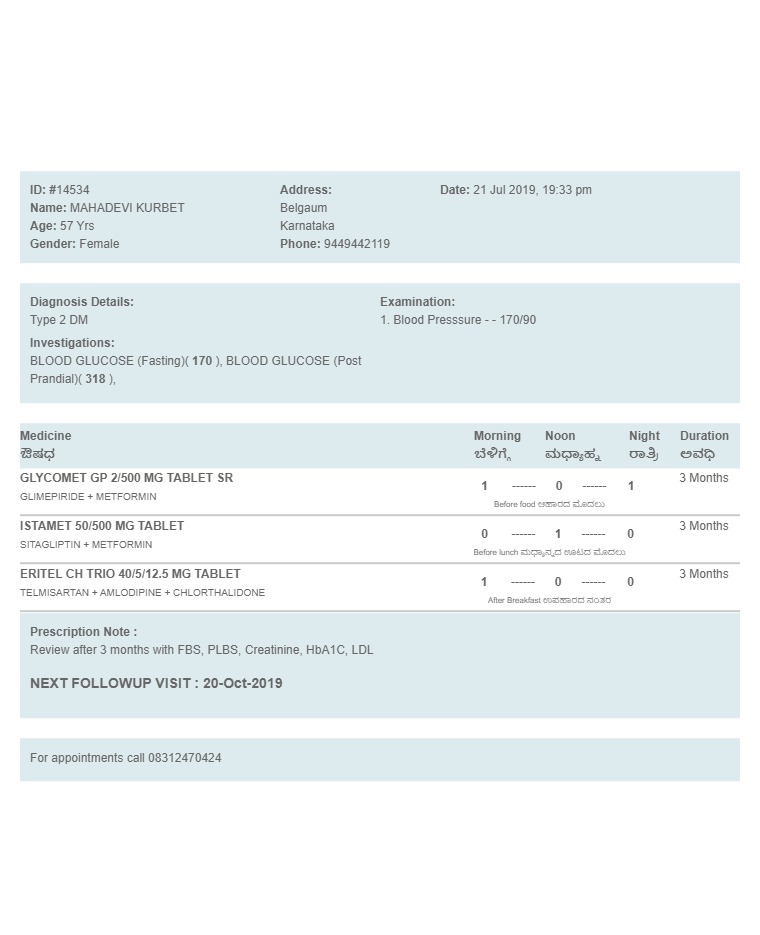 ID: #14534
Name: MAHADEVI KURBET
Age: 57 Yrs
Gender: Female
Address:
Belgaum
Karnataka
Phone: 9449442119
Date: 21 Jul 2019, 19:33 pm
Diagnosis Details:
Type 2 DM
Investigations:
BLOOD GLUCOSE (Fasting)( 170 ), BLOOD GLUCOSE (Post
Prandial)( 318 ),
Examination:
1. Blood Presssure - - 170/90
Medicine Morning Noon Night Duration
ಔಷಧ ಬೆಳಿಗ್ಗೆ ಮಧ್ಯಾಹ್ನ ರಾತ್ರಿ ಅವಧಿ
GLYCOMET GP 2/500 MG TABLET SR 1 ------ 0 ------ 1 3 Months
GLIMEPIRIDE + METFORMIN
Before food ಆಹಾರದ ಮೊದಲು
ISTAMET 50/500 MG TABLET 0 ------ 1 ------ 0 3 Months
SITAGLIPTIN + METFORMIN
Before lunch ಮಧ್ಯಾನ್ನದ ಊಟದ ಮೊದಲು
ERITEL CH TRIO 40/5/12.5 MG TABLET 1 ------ 0 ------ 0 3 Months
TELMISARTAN + AMLODIPINE + CHLORTHALIDONE
After Breakfast ಉಪಹಾರದ ನಂತರ
Prescription Note :
Review after 3 months with FBS, PLBS, Creatinine, HbA1C, LDL
NEXT FOLLOWUP VISIT : 20-Oct-2019
For appointments call 08312470424